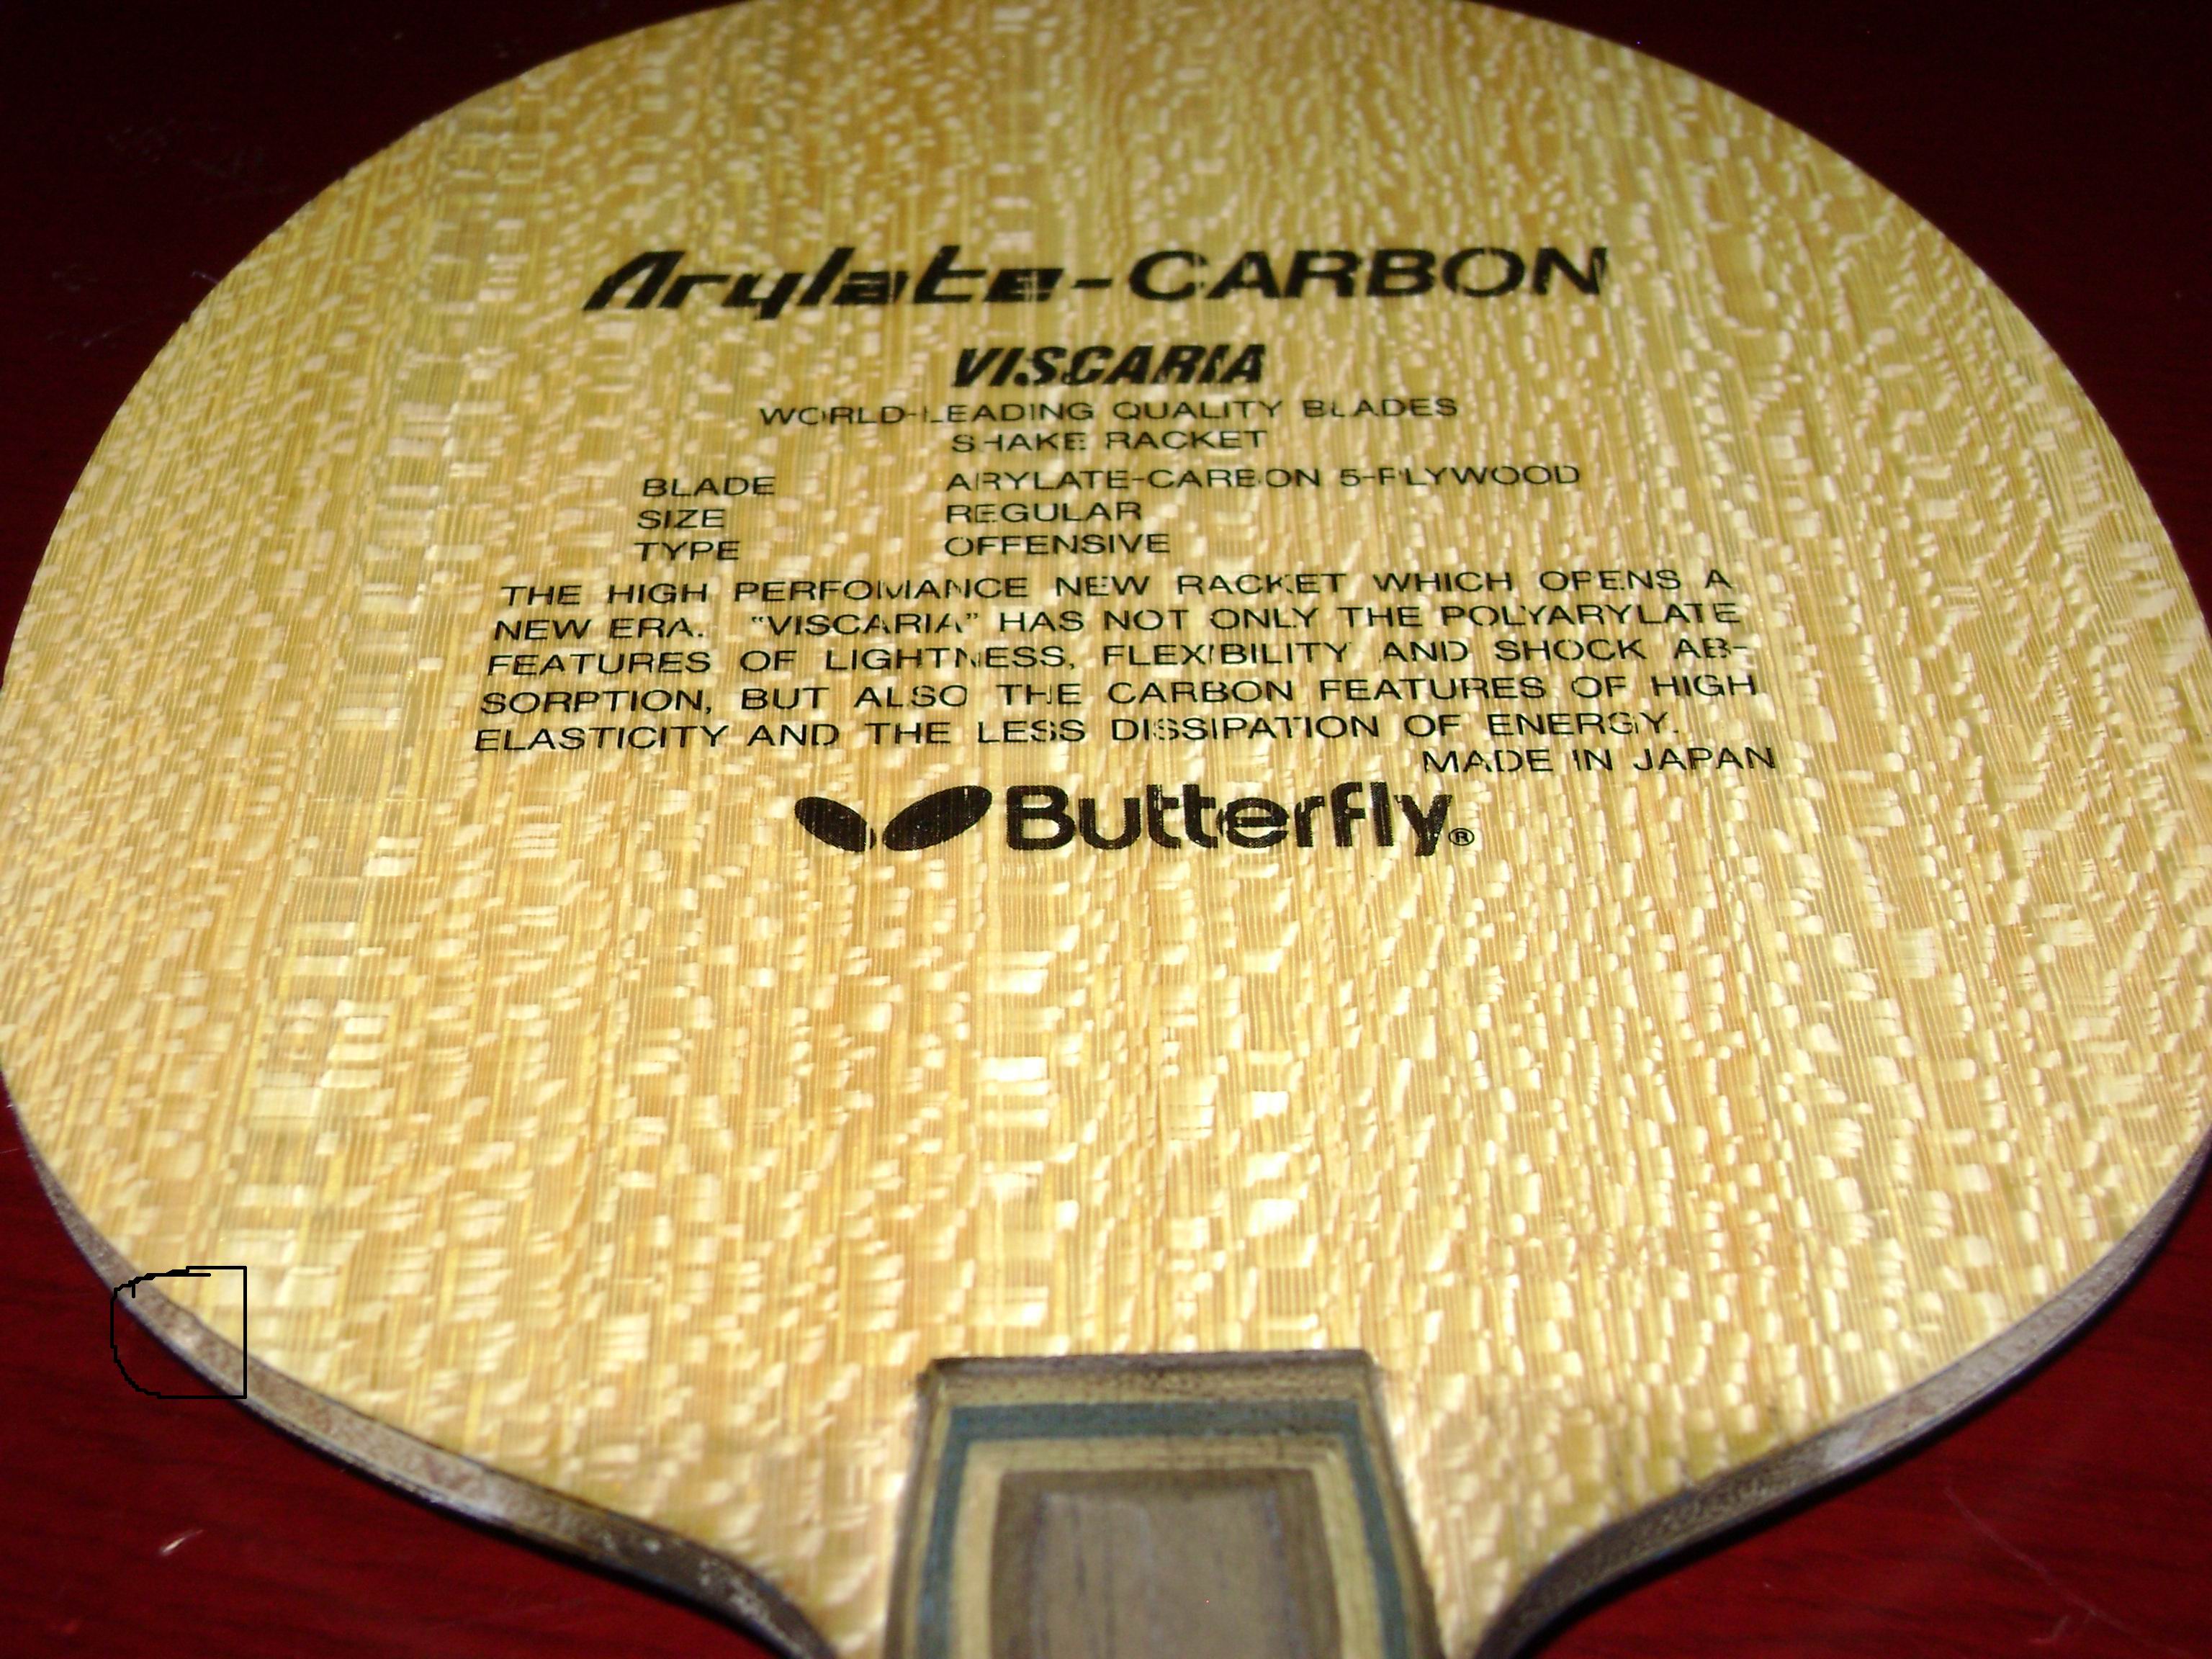 Arylate-CARBON
VISCARIA
WORLD-LEADING QUALITY BLADES
SHAKE RACKET
BLADE ARYLATE-CARBON 5-PLYWOOD
SIZE REGULAR
TYPE OFFENSIVE
THE HIGH PERFOMANCE NEW RACKET WHICH OPENS A
NEW ERA. "VISCARIA" HAS NOT ONLY THE POLYARYLATE
FEATURES OF LIGHTNESS, FLEXIBILITY AND SHOCK AB-
SORPTION, BUT ALSO THE CARBON FEATURES OF HIGH
ELASTICITY AND THE LESS DISSIPATION OF ENERGY.
MADE IN JAPAN
Butterfly®